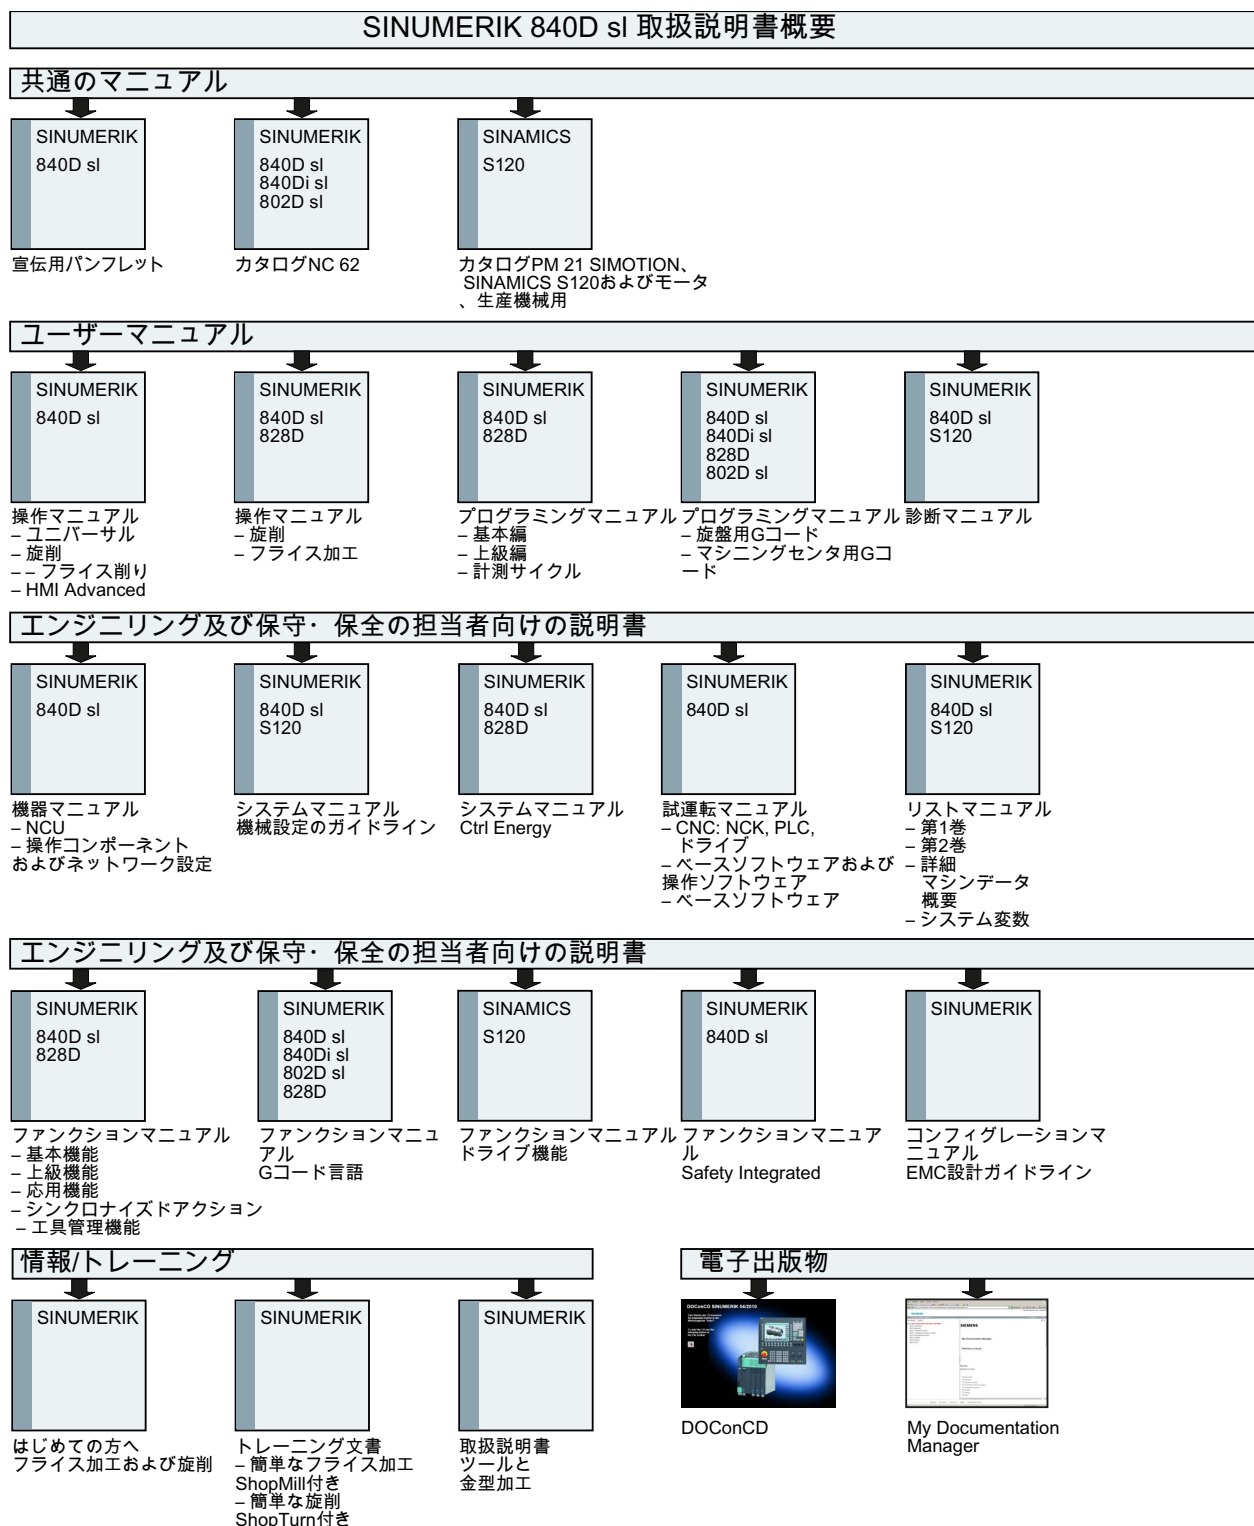 SINUMERIK 840D sl 取扱説明書概要
共通のマニュアル
SINUMERIK
840D sl
宣伝用パンフレット
SINUMERIK
840D sl
840Di sl
802D sl
カタログNC 62
SINAMICS
S120
カタログPM 21 SIMOTION、
SINAMICS S120およびモータ
、生産機械用
ユーザーマニュアル
SINUMERIK
840D sl
操作マニュアル
– ユニバーサル
– 旋削
– – フライス削り
– HMI Advanced
SINUMERIK
840D sl
828D
操作マニュアル
– 旋削
– フライス加工
SINUMERIK
840D sl
828D
プログラミングマニュアル
– 基本編
– 上級編
– 計測サイクル
SINUMERIK
840D sl
840Di sl
828D
802D sl
プログラミングマニュアル
– 旋盤用Gコード
– マシニングセンタ用Gコ
ード
SINUMERIK
840D sl
S120
診断マニュアル
エンジニリング及び保守・保全の担当者向けの説明書
SINUMERIK
840D sl
機器マニュアル
– NCU
– 操作コンポーネント
およびネットワーク設定
SINUMERIK
840D sl
S120
システムマニュアル
機械設定のガイドライン
SINUMERIK
840D sl
828D
システムマニュアル
Ctrl Energy
SINUMERIK
840D sl
試運転マニュアル
– CNC: NCK, PLC,
ドライブ
– ベースソフトウェアおよび
操作ソフトウェア
– ベースソフトウェア
SINUMERIK
840D sl
S120
リストマニュアル
– 第1巻
– 第2巻
– 詳細
マシンデータ
概要
– システム変数
エンジニリング及び保守・保全の担当者向けの説明書
SINUMERIK
840D sl
828D
ファンクションマニュアル
– 基本機能
– 上級機能
– 応用機能
– シンクロナイズドアクション
– 工具管理機能
SINUMERIK
840D sl
840Di sl
802D sl
828D
ファンクションマニュ
アル
Gコード言語
SINAMICS
S120
ファンクションマニュアル
ドライブ機能
SINUMERIK
840D sl
ファンクションマニュア
ル
Safety Integrated
SINUMERIK
コンフィグレーションマ
ニュアル
EMC設計ガイドライン
情報/トレーニング
SINUMERIK
はじめての方へ
フライス加工および旋削
SINUMERIK
トレーニング文書
– 簡単なフライス加工
ShopMill付き
– 簡単な旋削
ShopTurn付き
SINUMERIK
取扱説明書
ツールと
金型加工
電子出版物
DOConCD SINUMERIK 04/2010
DOConCD
SIEMENS
My Documentation Manager
My Documentation
Manager